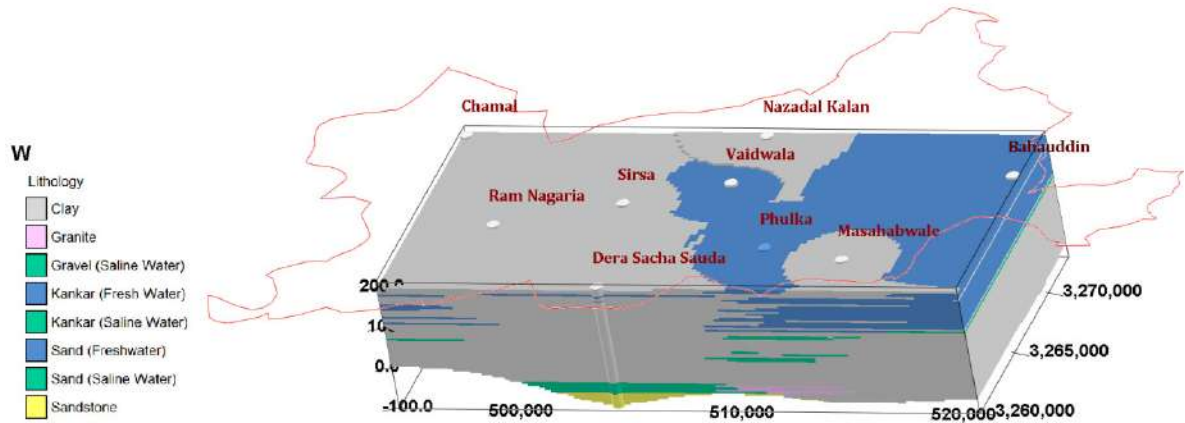 Chamal
Nazadal Kalan
W
Vaidwala
Bahauddin
Lithology
Sirsa
Clay
Ram Nagaria
Granite
Phulka
Masahabwale
Gravel (Saline Water)
Dera Sacha Sauda
Kankar (Fresh Water)
200.0
3,270,000
Kankar (Saline Water)
Sand (Freshwater)
3,265,000
Sand (Saline Water)
0.0
Sandstone
-100.0
500,000
510,000
520,000
3,260,000